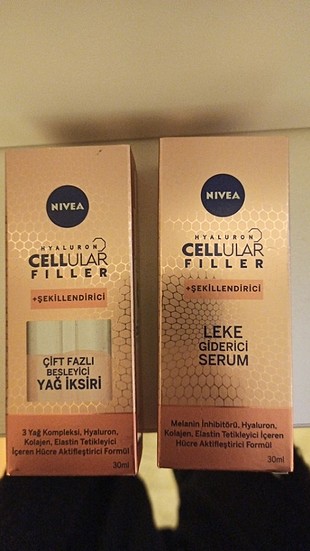 NIVEA
HYALURON
CELLULAR
FILLER
+ŞEKİLLENDİRİCİ
ÇİFT FAZLI
BESLEYİCİ
YAĞ İKSİRİ
3 Yağ Kompleksi, Hyaluron,
Kolajen, Elastin Tetikleyici
İçeren Hücre Aktifleştirici Formül
30ml
NIVEA
HYALURON
CELLULAR
FILLER
+ŞEKİLLENDİRİCİ
LEKE
GİDERİCİ
SERUM
Melanin İnhibitörü, Hyaluron,
Kolajen, Elastin Tetikleyici İçeren
Hücre Aktifleştirici Formül
30ml